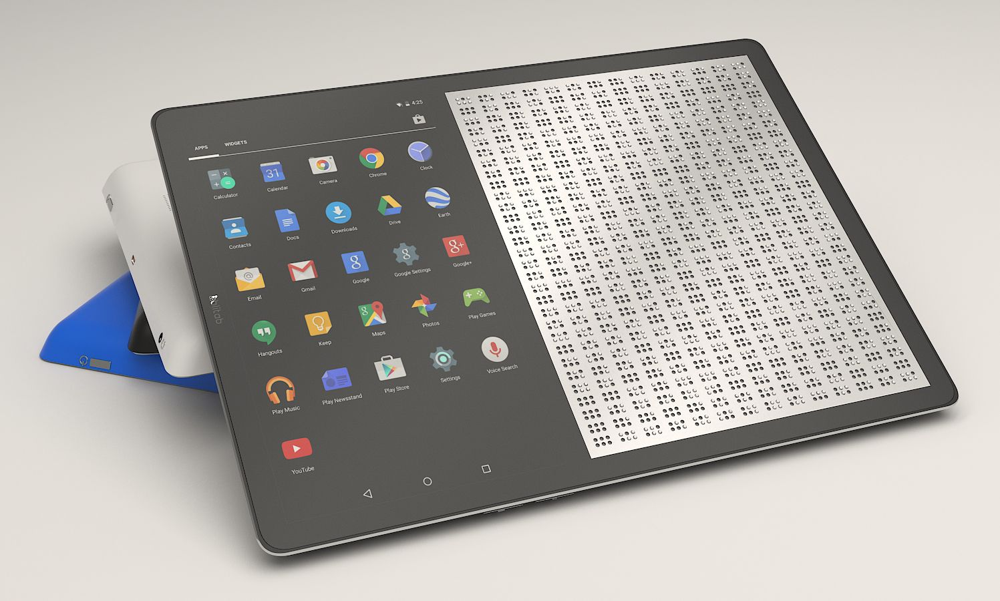 4:25
APPS WIDGETS
31
Calculator Calendar Camera Chrome Clock
Contacts Docs Downloads Drive Earth
@ g g g+
Email Gmail Google Google Settings Google+
g
Hangouts Keep Maps Photos Play Games
Play Music Play Newsstand Play Store Settings Voice Search
YouTube
blitab